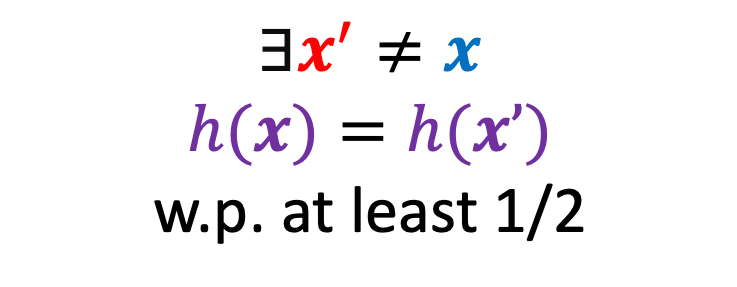 ∃x′ ≠ x
h(x) = h(x’)
w.p. at least 1/2